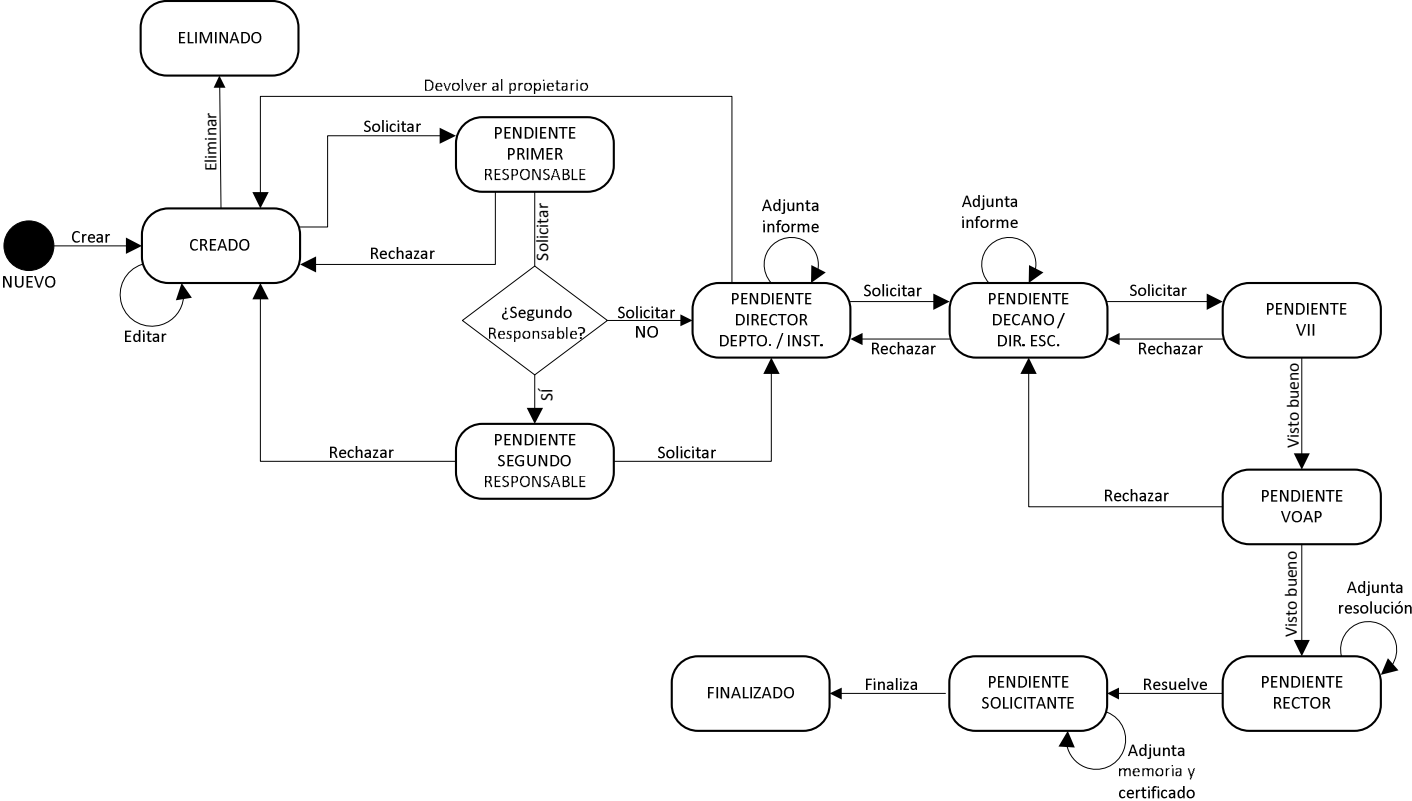 ELIMINADO
Eliminar
Devolver al propietario
Solicitar
PENDIENTE
PRIMER
RESPONSABLE
Crear
NUEVO
CREADO
Editar
Rechazar
Solicitar
¿Segundo
Responsable?
Solicitar
NO
SÍ
PENDIENTE
SEGUNDO
RESPONSABLE
Rechazar
Solicitar
Adjunta
informe
PENDIENTE
DIRECTOR
DEPTO. / INST.
Solicitar
Rechazar
Adjunta
informe
PENDIENTE
DECANO /
DIR. ESC.
Solicitar
Rechazar
PENDIENTE
VII
Visto bueno
PENDIENTE
VOAP
Rechazar
Visto bueno
Adjunta
resolución
PENDIENTE
RECTOR
Resuelve
PENDIENTE
SOLICITANTE
Adjunta
memoria y
certificado
Finaliza
FINALIZADO